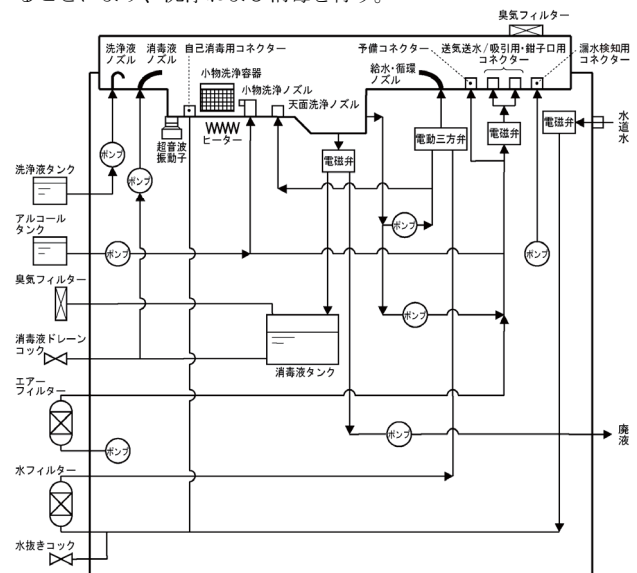 ることにより、洗浄および消毒を行う。
臭気フィルター
洗浄液
ノズル
消毒液
ノズル
自己消毒用コネクター
小物洗浄容器
小物洗浄ノズル
天面洗浄ノズル
予備コネクター
送気送水/吸引用・鉗子口用
コネクター
漏水検知用
コネクター
給水・循環
ノズル
超音波
振動子
ヒーター
電磁弁
電動三方弁
電磁弁
電磁弁
水道水
ポンプ
ポンプ
洗浄液タンク
アルコール
タンク
ポンプ
ポンプ
ポンプ
臭気フィルター
ポンプ
消毒液ドレーン
コック
消毒液タンク
エアー
フィルター
ポンプ
ポンプ
廃液
水フィルター
水抜きコック